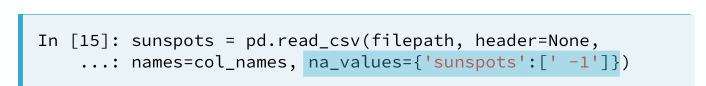 In [15]: sunspots = pd.read_csv(filepath, header=None,
...: names=col_names, na_values={'sunspots':[' -1']})